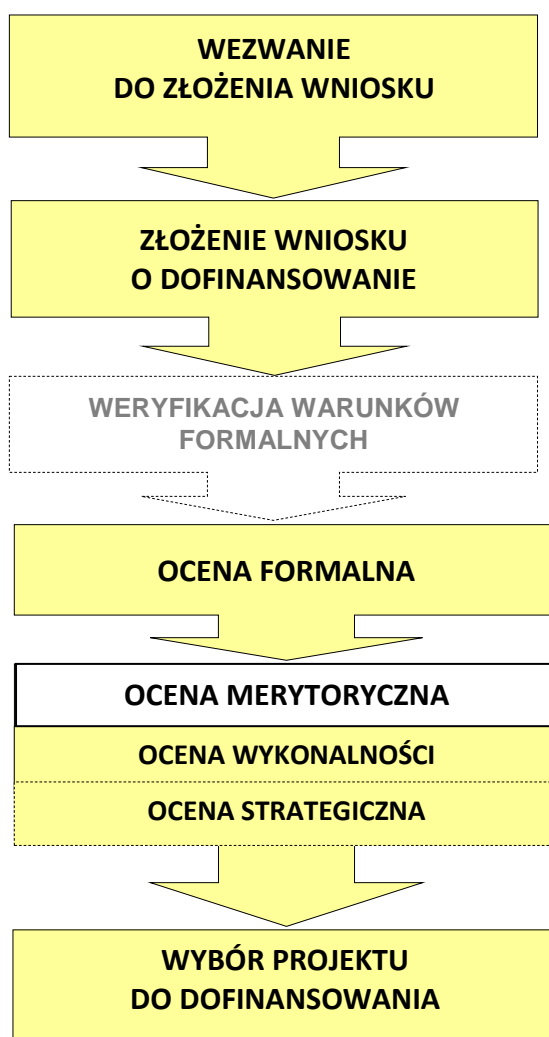 WEZWANIE
DO ZŁOŻENIA WNIOSKU
ZŁOŻENIE WNIOSKU
O DOFINANSOWANIE
WERYFIKACJA WARUNKÓW
FORMALNYCH
OCENA FORMALNA
OCENA MERYTORYCZNA
OCENA WYKONALNOŚCI
OCENA STRATEGICZNA
WYBÓR PROJEKTU
DO DOFINANSOWANIA